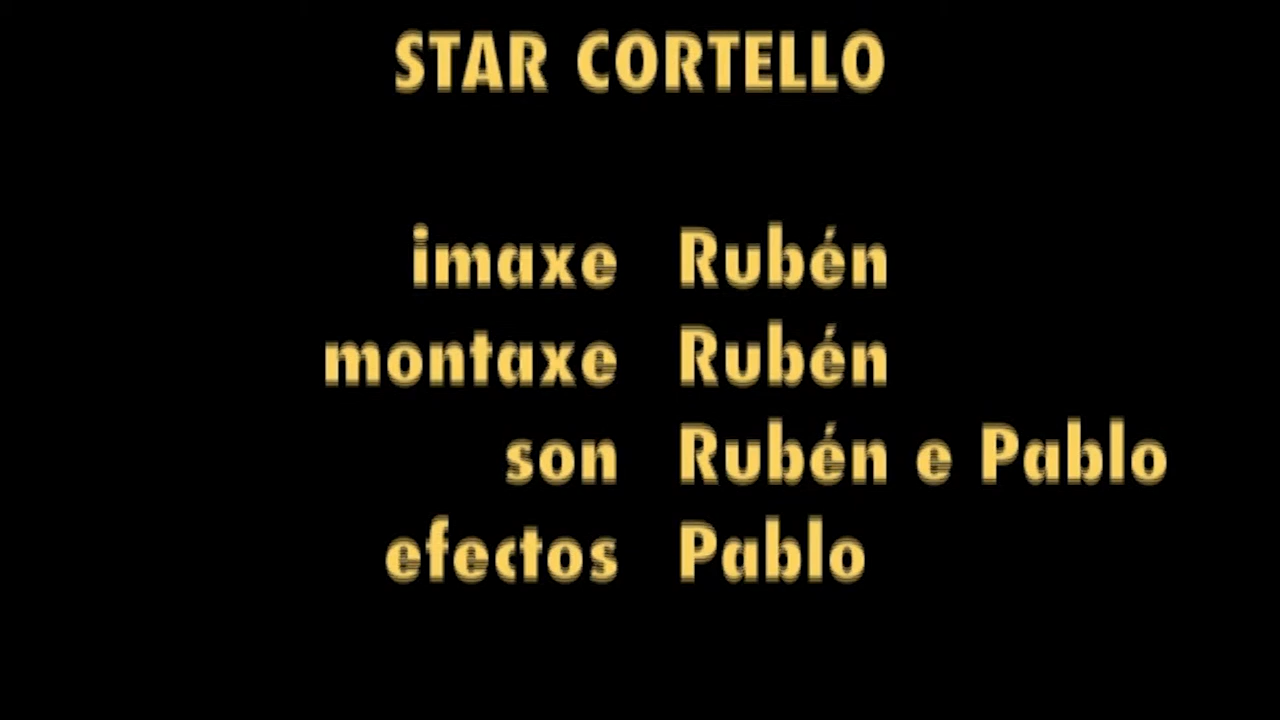 STAR CORTELLO
imaxe Rubén
montaxe Rubén
son Rubén e Pablo
efectos Pablo